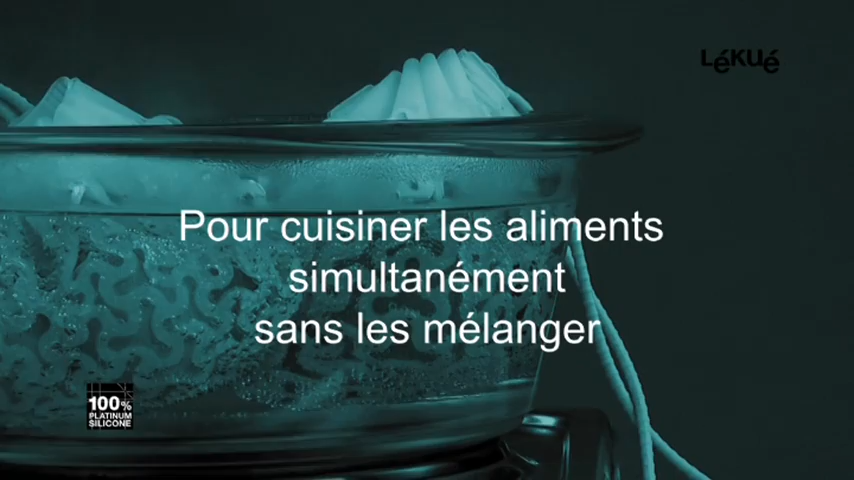 LéKUé
Pour cuisiner les aliments
simultanément
sans les mélanger
100%
PLATINUM
SILICONE